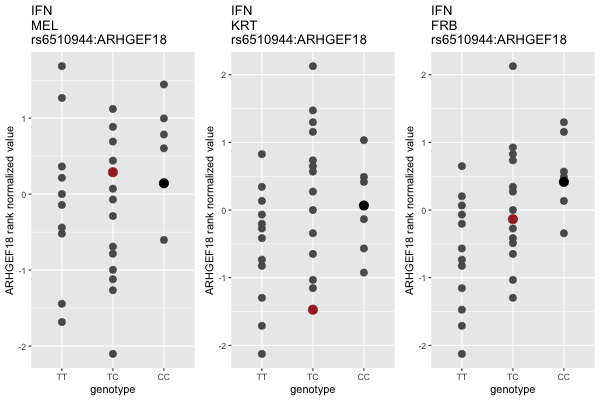 IFN
MEL
rs6510944:ARHGEF18
ARHGEF18 rank normalized value
1
0
-1
-2
TT TC CC
genotype
IFN
KRT
rs6510944:ARHGEF18
ARHGEF18 rank normalized value
2
1
0
-1
-2
TT TC CC
genotype
IFN
FRB
rs6510944:ARHGEF18
ARHGEF18 rank normalized value
2
1
0
-1
-2
TT TC CC
genotype